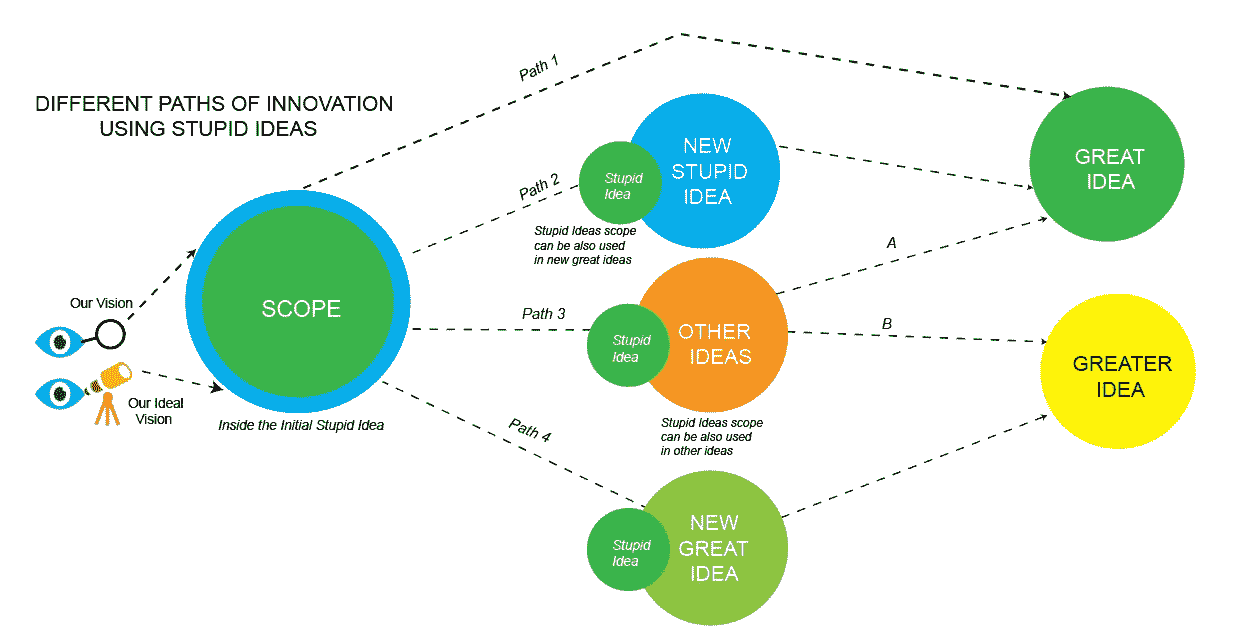 DIFFERENT PATHS OF INNOVATION
USING STUPID IDEAS
Our Vision
Our Ideal
Vision
SCOPE
Inside the Initial Stupid Idea
Path 1
Path 2
Stupid
Idea
NEW
STUPID
IDEA
Stupid Ideas scope
can be also used
in new great ideas
Path 3
Stupid
Idea
OTHER
IDEAS
Stupid Ideas scope
can be also used
in other ideas
Path 4
Stupid
Idea
NEW
GREAT
IDEA
A
B
GREAT
IDEA
GREATER
IDEA